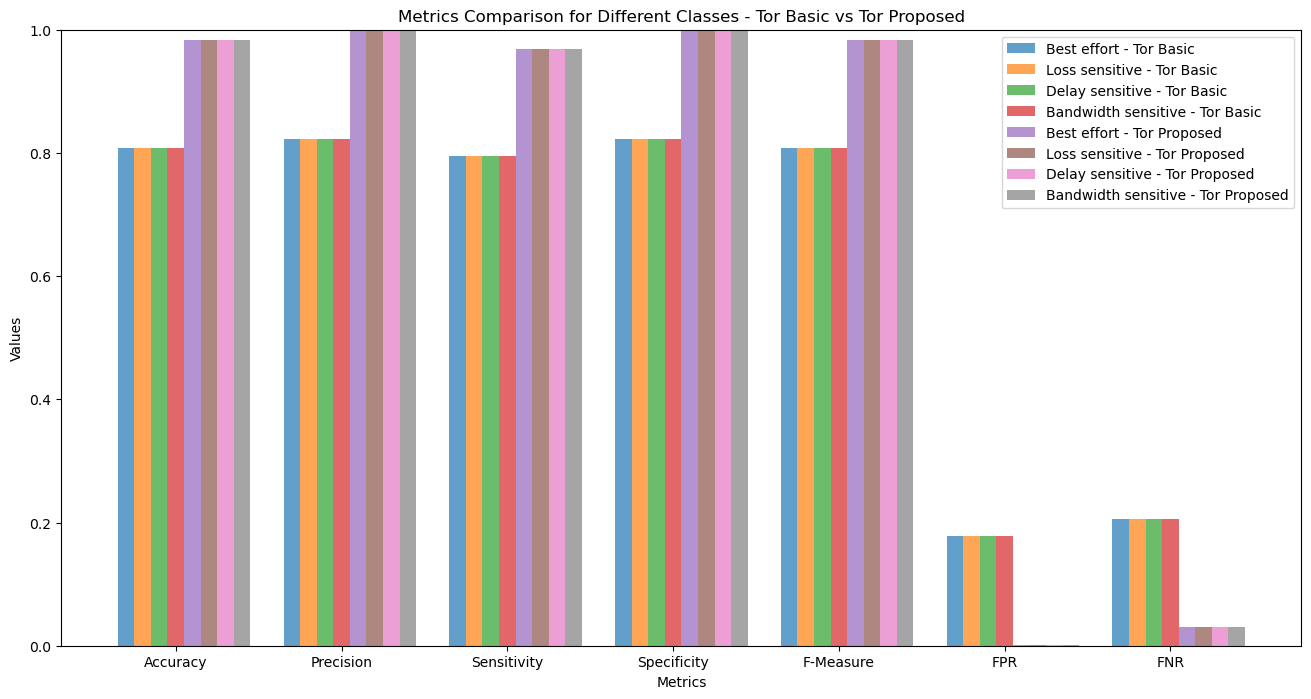 Metrics Comparison for Different Classes - Tor Basic vs Tor Proposed
1.0
0.8
0.6
0.4
0.2
0.0
Values
Best effort - Tor Basic
Loss sensitive - Tor Basic
Delay sensitive - Tor Basic
Bandwidth sensitive - Tor Basic
Best effort - Tor Proposed
Loss sensitive - Tor Proposed
Delay sensitive - Tor Proposed
Bandwidth sensitive - Tor Proposed
Accuracy
Precision
Sensitivity
Specificity
F-Measure
FPR
FNR
Metrics